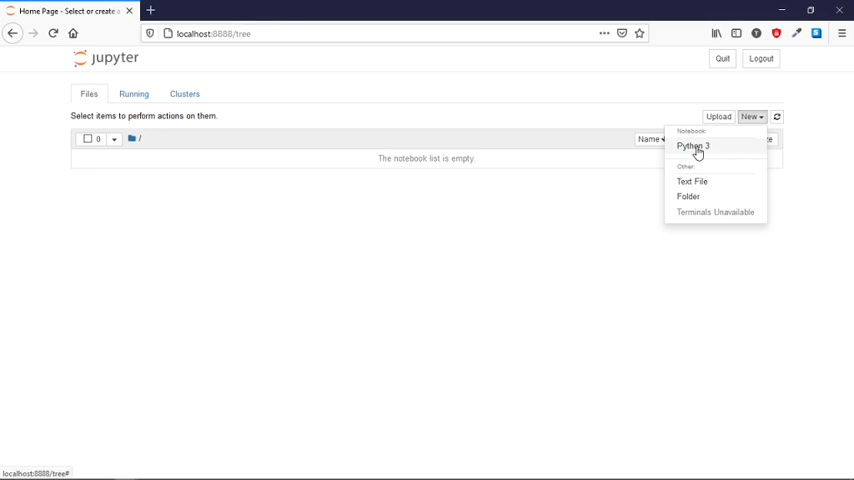 Home Page - Select or create a
localhost:8888/tree
jupyter
Quit
Logout
Files
Running
Clusters
Select items to perform actions on them.
Upload
New
0
/
Name
Notebook:
Python 3
Other:
Text File
Folder
Terminals Unavailable
The notebook list is empty.
localhost:8888/tree#